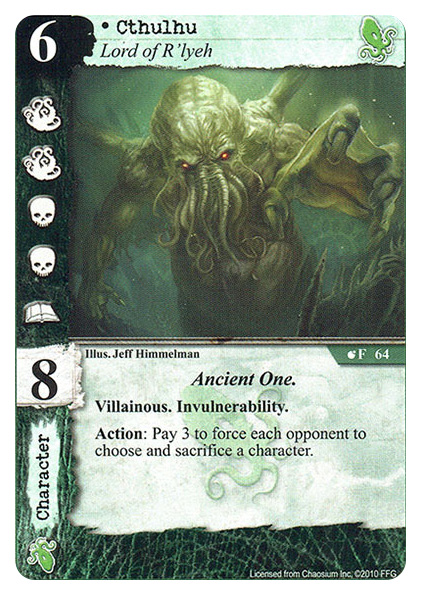 6
• Cthulhu
Lord of R'lyeh
Illus. Jeff Himmelman
F 64
8
Ancient One.
Villainous. Invulnerability.
Action: Pay 3 to force each opponent to
choose and sacrifice a character.
Character
Licensed from Chaosium Inc. ©2010 FFG